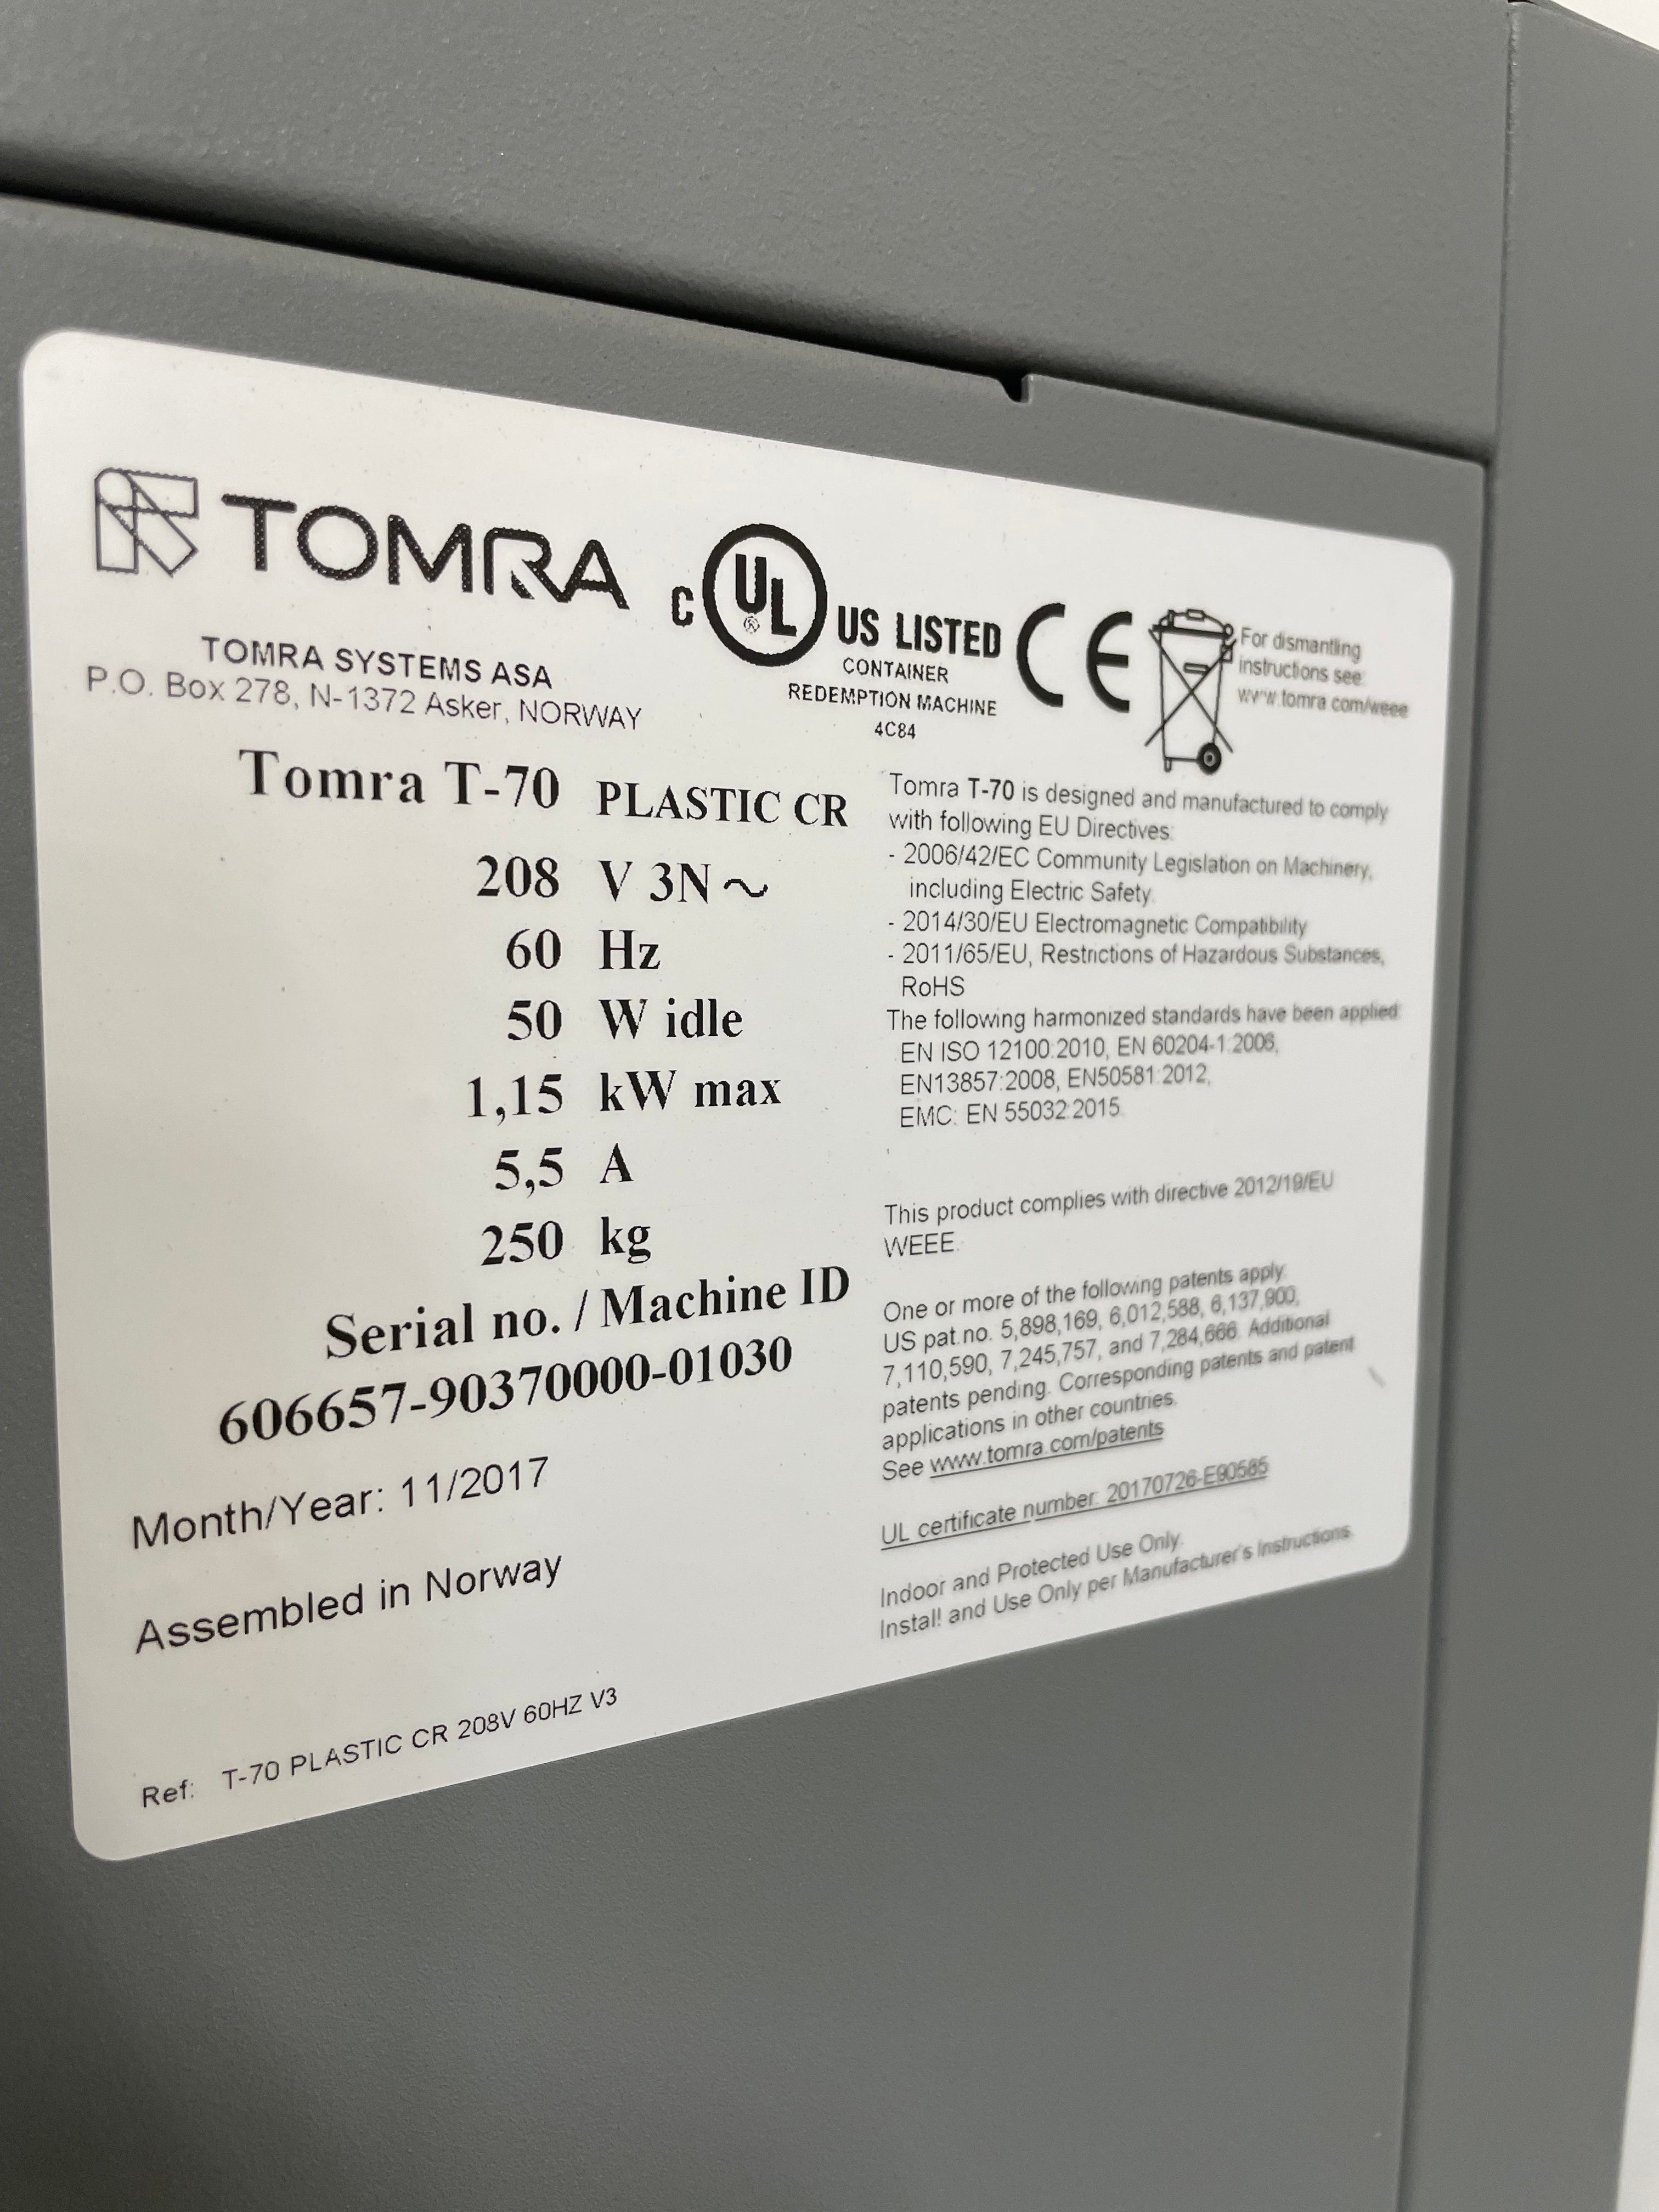 TOMRA
TOMRA SYSTEMS ASA
P.O. Box 278, N-1372 Asker, NORWAY
C UL ® US LISTED
CONTAINER
REDEMPTION MACHINE
4C84
CE
For dismantling
instructions see:
www.tomra.com/weee
Tomra T-70 PLASTIC CR
208 V 3N ~
60 Hz
50 W idle
1,15 kW max
5,5 A
250 kg
Serial no. / Machine ID
606657-90370000-01030
Month/Year: 11/2017
Assembled in Norway
Ref: T-70 PLASTIC CR 208V 60HZ V3
Tomra T-70 is designed and manufactured to comply
with following EU Directives:
- 2006/42/EC Community Legislation on Machinery,
including Electric Safety.
- 2014/30/EU Electromagnetic Compatibility
- 2011/65/EU, Restrictions of Hazardous Substances,
RoHS
The following harmonized standards have been applied:
EN ISO 12100:2010, EN 60204-1:2006,
EN13857:2008, EN50581:2012,
EMC: EN 55032:2015
This product complies with directive 2012/19/EU
WEEE.
One or more of the following patents apply:
US pat.no. 5,898,169, 6,012,588, 6,137,900,
7,110,590, 7,245,757, and 7,284,666. Additional
patents pending. Corresponding patents and patent
applications in other countries.
See www.tomra.com/patents
UL certificate number: 20170726-E90585
Indoor and Protected Use Only.
Install and Use Only per Manufacturer's Instructions.